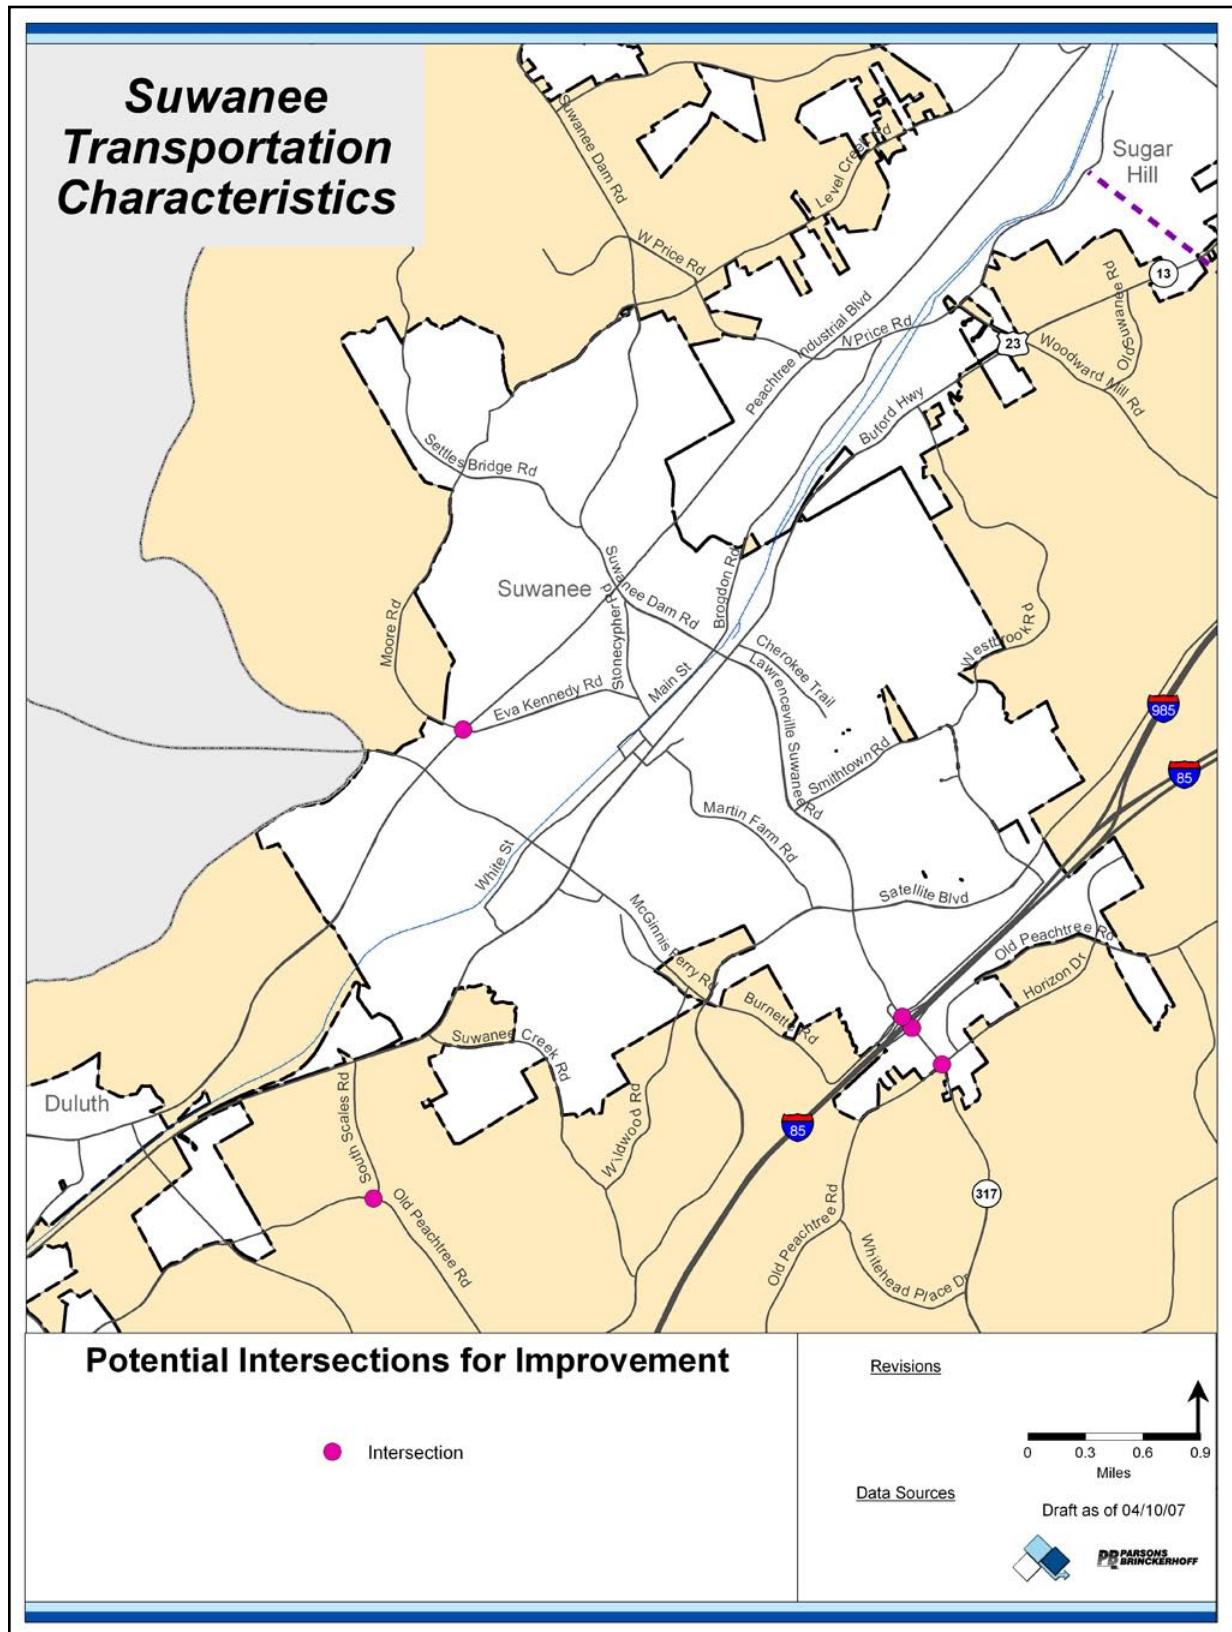 Suwanee
Transportation
Characteristics
Sugar
Hill
Suwanee Dam Rd
Level Creek Rd
W Price Rd
13
Old Suwanee Rd
Peachtree Industrial Blvd
N Price Rd
23
Woodward Mill Rd
Buford Hwy
Settles Bridge Rd
Suwanee
Suwanee Dam Rd
Stonecypher Rd
Brogdon Rd
Moore Rd
Westbrook Rd
Cherokee Trail
Main St
Lawrenceville Suwanee Rd
Eva Kennedy Rd
985
85
Smithtown Rd
Martin Farm Rd
White St
Satellite Blvd
McGinnis Ferry Rd
Old Peachtree Rd
Horizon Dr
Burnette Rd
Suwanee Creek Rd
Duluth
South Scales Rd
Wildwood Rd
85
317
Old Peachtree Rd
Old Peachtree Rd
Whitehead Place Dr
Potential Intersections for Improvement
Intersection
Revisions
0 0.3 0.6 0.9
Miles
Data Sources
Draft as of 04/10/07
PB PARSONS
BRINCKERHOFF